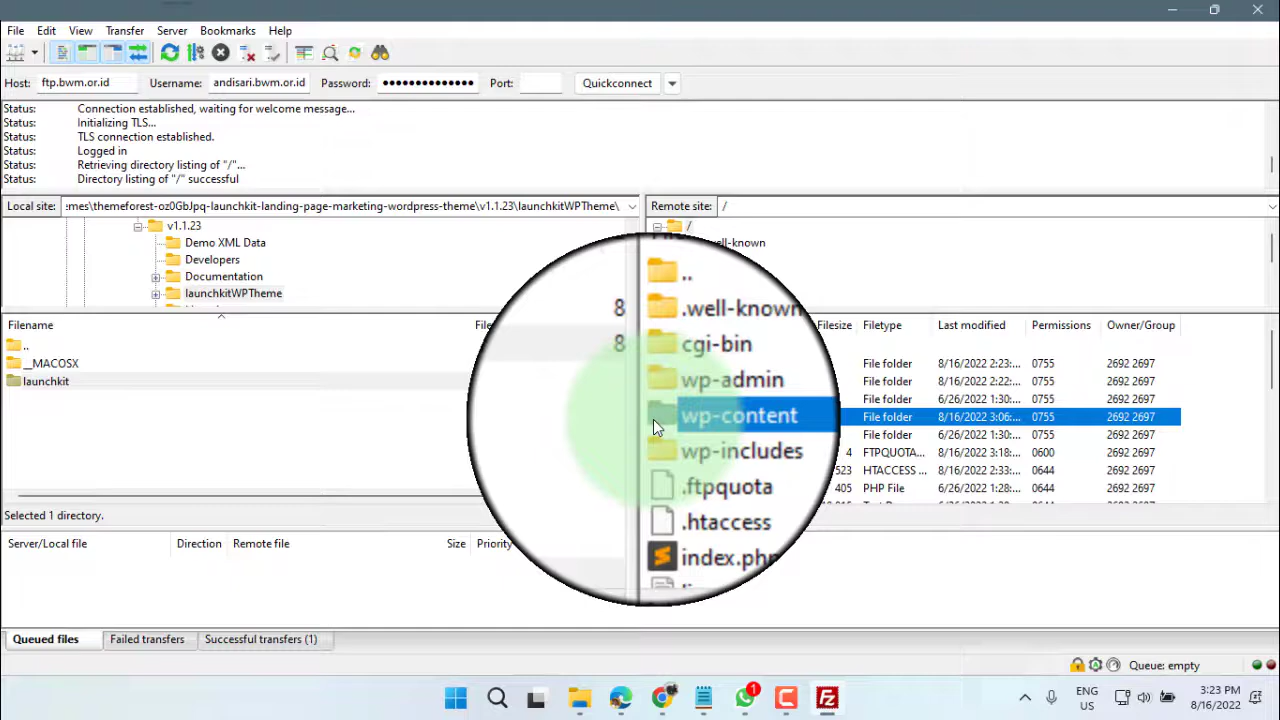 File Edit View Transfer Server Bookmarks Help
Host: ftp.bwm.or.id Username: andisari.bwm.or.id Password: •••••••••••••• Port: Quickconnect
Status: Connection established, waiting for welcome message...
Status: Initializing TLS...
Status: TLS connection established.
Status: Logged in
Status: Retrieving directory listing of "/"...
Status: Directory listing of "/" successful
Local site: :mes\themeforest-oz0GbJpq-launchkit-landing-page-marketing-wordpress-theme\v1.1.23\launchkitWPTheme\ Remote site: /
v1.1.23 /
Demo XML Data well-known
Developers
Documentation
launchkitWPTheme
..
8 .well-known
8 cgi-bin
wp-admin
wp-content
wp-includes
.ftpquota
.htaccess
index.php
Filename Filesize Filetype Last modified Permissions Owner/Group
..
__MACOSX File folder 8/16/2022 2:23:... 0755 2692 2697
launchkit File folder 8/16/2022 2:22:... 0755 2692 2697
File folder 6/26/2022 1:30:... 0755 2692 2697
File folder 8/16/2022 3:06:... 0755 2692 2697
File folder 6/26/2022 1:30:... 0755 2692 2697
4 FTPQUOTA... 8/16/2022 3:18:... 0600 2692 2697
523 HTACCESS ... 8/16/2022 2:33:... 0644 2692 2697
405 PHP File 6/26/2022 1:30:... 0644 2692 2697
Selected 1 directory.
Server/Local file Direction Remote file Size Priority
Queued files Failed transfers Successful transfers (1)
Queue: empty
1
ENG
US
3:23 PM
8/16/2022